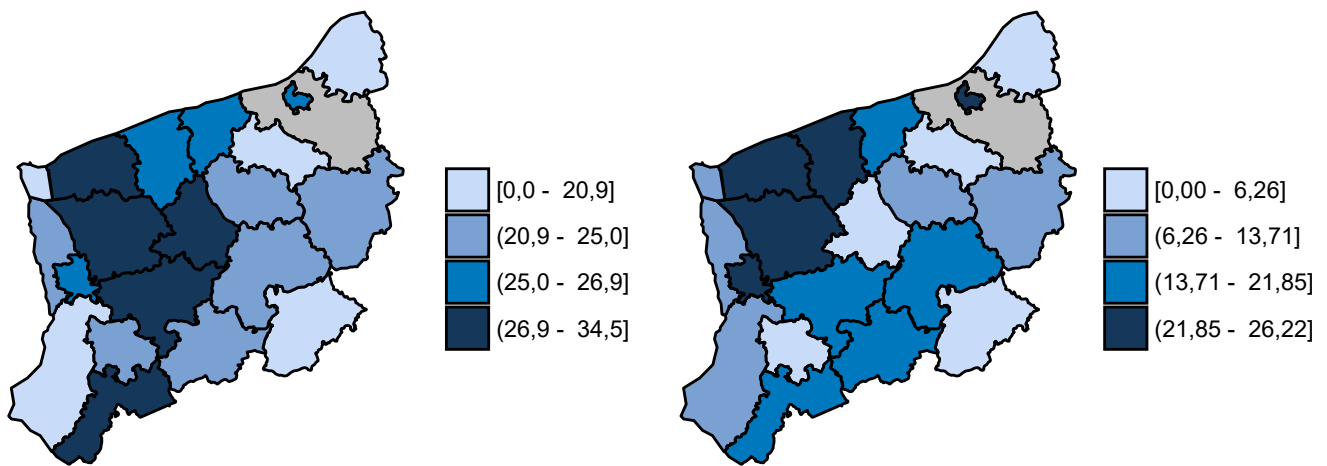 [0,0 - 20,9]
(20,9 - 25,0]
(25,0 - 26,9]
(26,9 - 34,5]
[0,00 - 6,26]
(6,26 - 13,71]
(13,71 - 21,85]
(21,85 - 26,22]